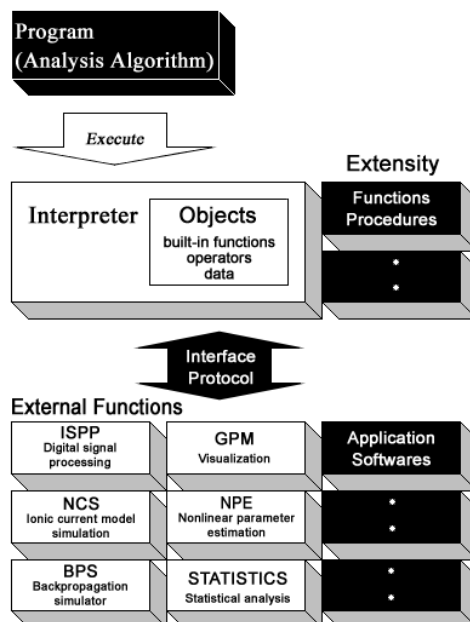 Program
(Analysis Algorithm)
Execute
Extensity
Interpreter
Objects
built-in functions
operators
data
Functions
Procedures
*
*
Interface
Protocol
External Functions
ISPP
Digital signal
processing
GPM
Visualization
Application
Softwares
NCS
Ionic current model
simulation
NPE
Nonlinear parameter
estimation
*
*
BPS
Backpropagation
simulator
STATISTICS
Statistical analysis
*
*